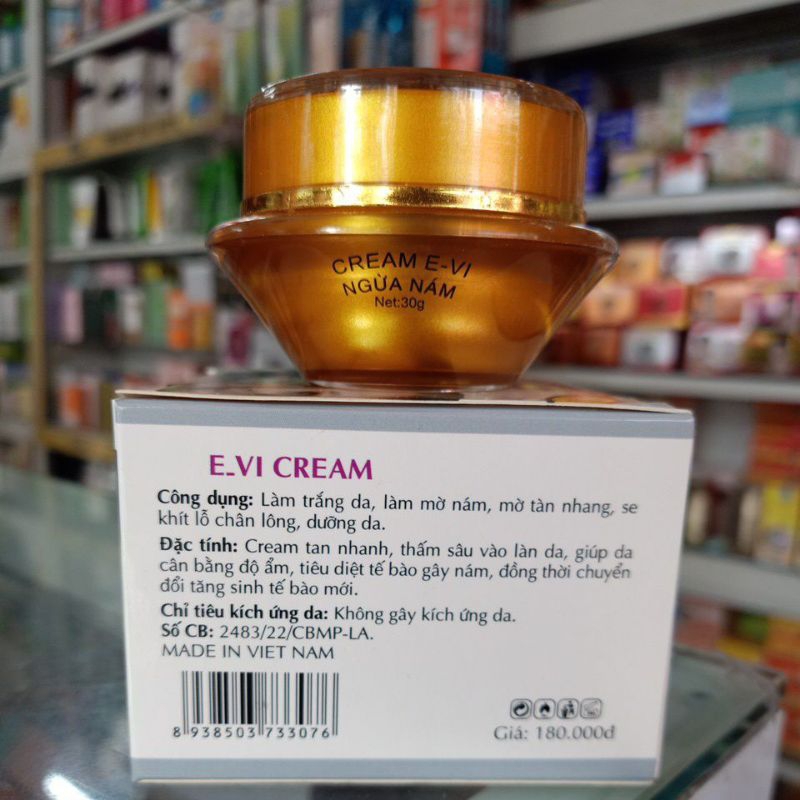 CREAM E-VI
NGỪA NÁM
Net:30g
E_VI CREAM
Công dụng: Làm trắng da, làm mờ nám, mờ tàn nhang, se
khít lỗ chân lông, dưỡng da.
Đặc tính: Cream tan nhanh, thấm sâu vào làn da, giúp da
cân bằng độ ẩm, tiêu diệt tế bào gây nám, đồng thời chuyển
đổi tăng sinh tế bào mới.
Chỉ tiêu kích ứng da: Không gây kích ứng da.
Số CB: 2483/22/CBMP-LA.
MADE IN VIET NAM
8 938503 733076
Giá: 180.000đ